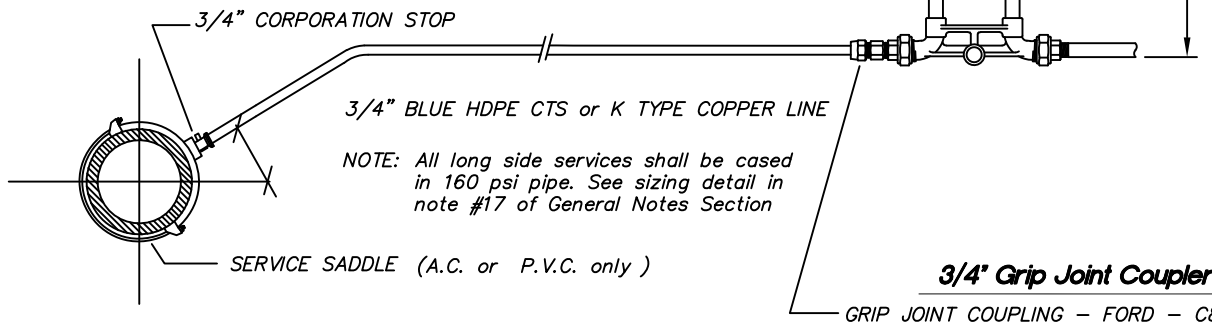 3/4" CORPORATION STOP
3/4" BLUE HDPE CTS or K TYPE COPPER LINE
NOTE: All long side services shall be cased
in 160 psi pipe. See sizing detail in
note #17 of General Notes Section
SERVICE SADDLE (A.C. or P.V.C. only )
3/4" Grip Joint Coupler
GRIP JOINT COUPLING – FORD –